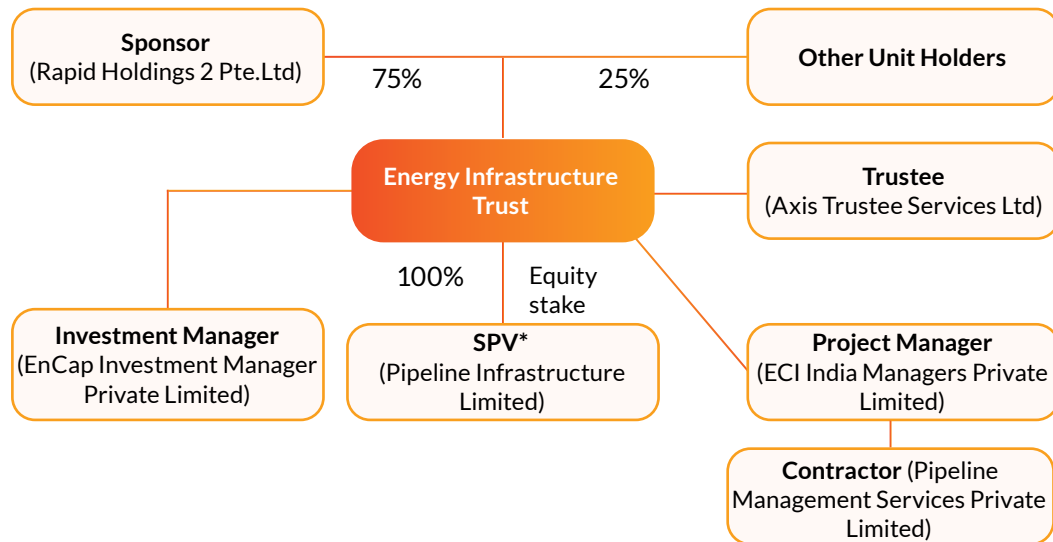 Sponsor
(Rapid Holdings 2 Pte.Ltd)
75%
25%
Other Unit Holders
Energy Infrastructure
Trust
Trustee
(Axis Trustee Services Ltd)
100%
Equity
stake
Investment Manager
(EnCap Investment Manager
Private Limited)
SPV*
(Pipeline Infrastructure
Limited)
Project Manager
(ECI India Managers Private
Limited)
Contractor (Pipeline
Management Services Private
Limited)